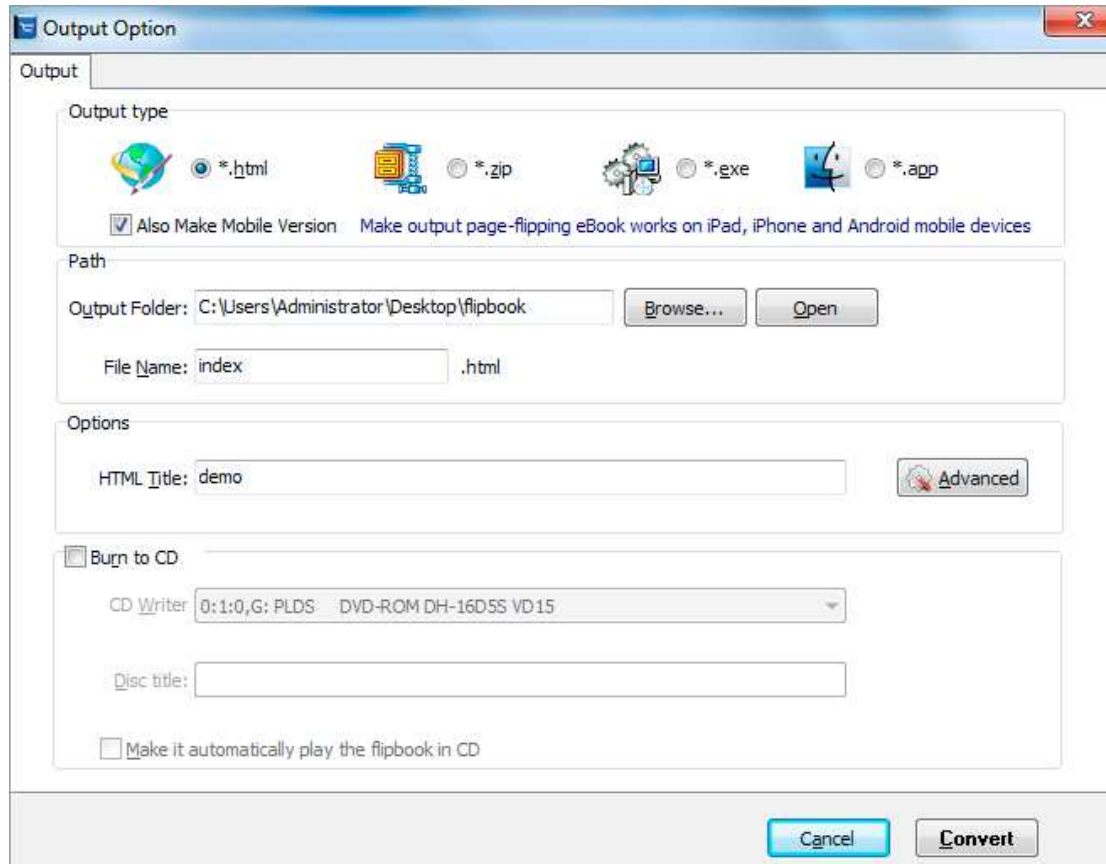 Output Option
Output
Output type
*.html *.zip *.exe *.app
Also Make Mobile Version Make output page-flipping eBook works on iPad, iPhone and Android mobile devices
Path
Output Folder: C:\Users\Administrator\Desktop\flipbook Browse... Open
File Name: index .html
Options
HTML Title: demo Advanced
Burn to CD
CD Writer 0:1:0,G: PLDS DVD-ROM DH-16D5S VD15
Disc title:
Make it automatically play the flipbook in CD
Cancel Convert